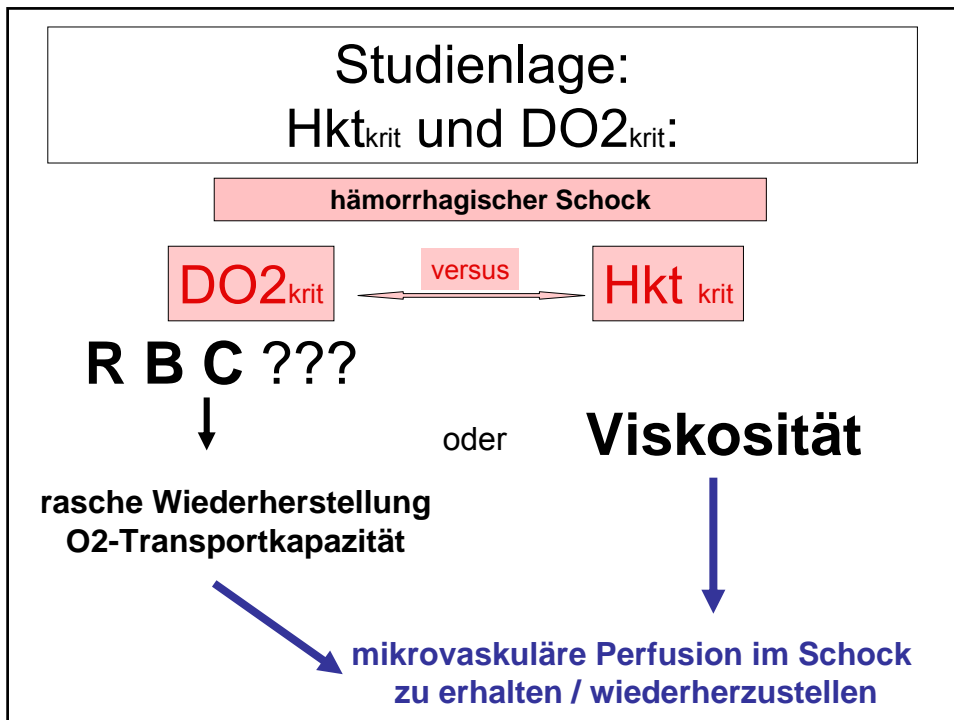 Studienlage:
Hktkrit und DO2krit:
hämorrhagischer Schock
DO2krit
versus
Hkt krit
R B C ???
oder
Viskosität
rasche Wiederherstellung
O2-Transportkapazität
mikrovaskuläre Perfusion im Schock
zu erhalten / wiederherzustellen